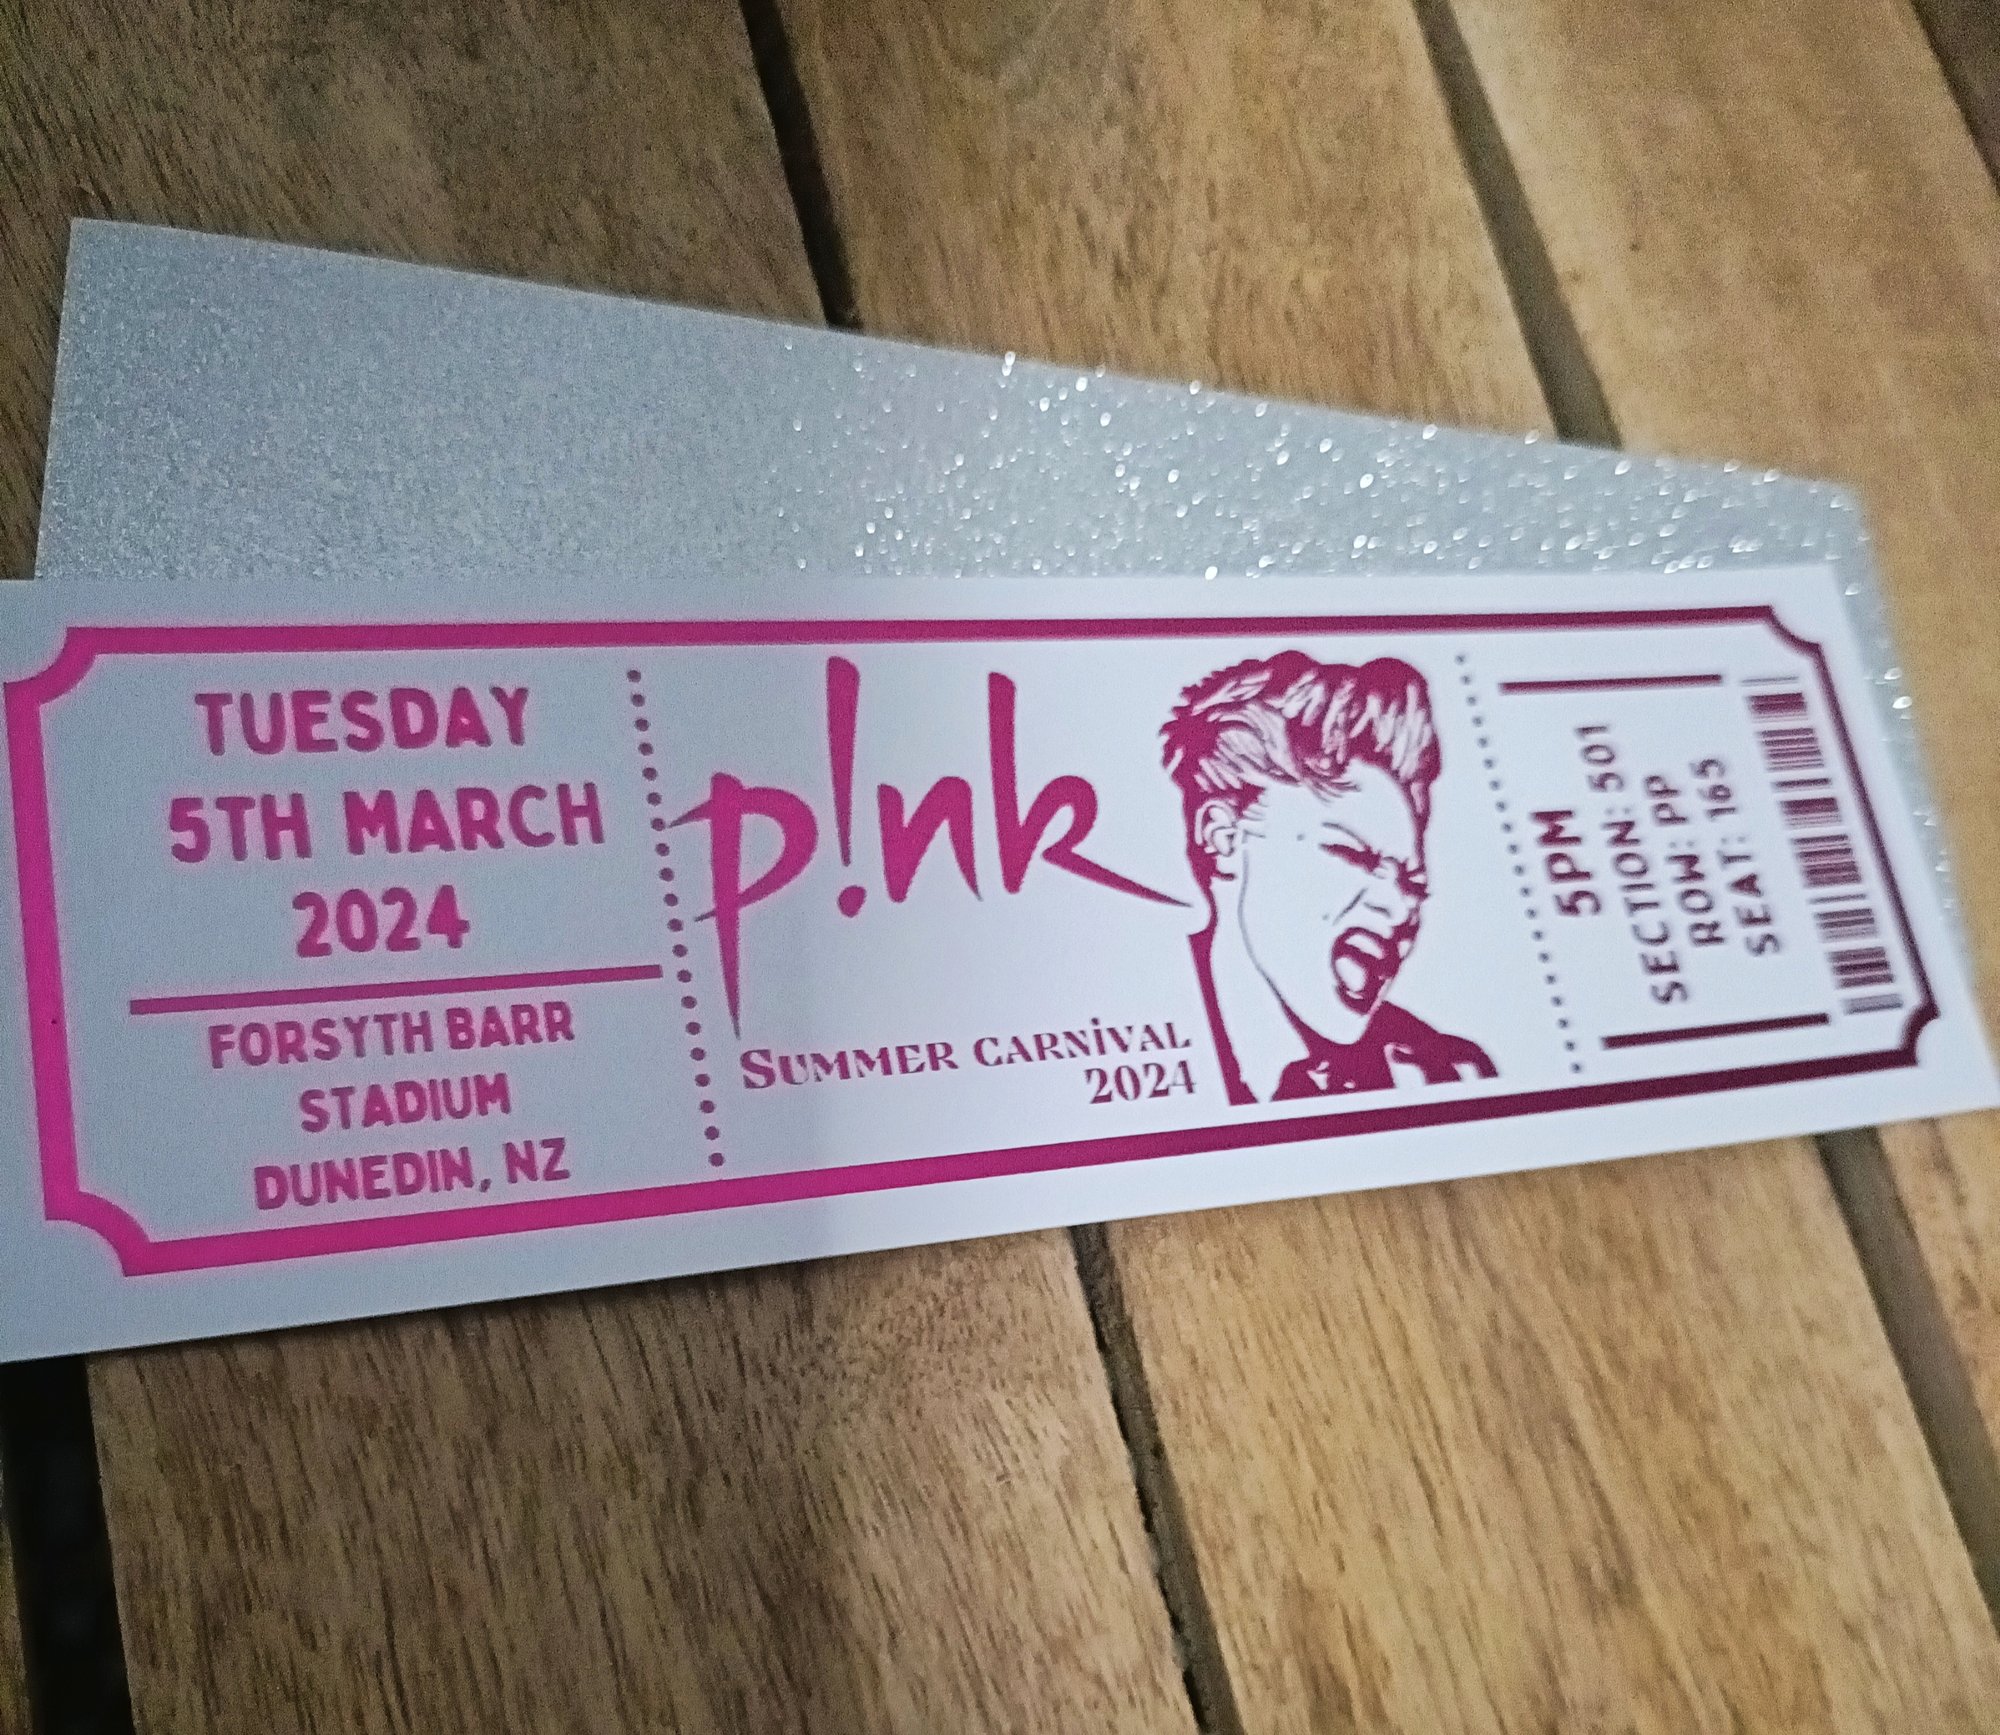 TUESDAY
5TH MARCH
2024
FORSYTH BARR
STADIUM
DUNEDIN, NZ
p!nk
SUMMER CARNiVAL
2024
5PM
SECTION: 501
ROW: PP
SEAT: 165